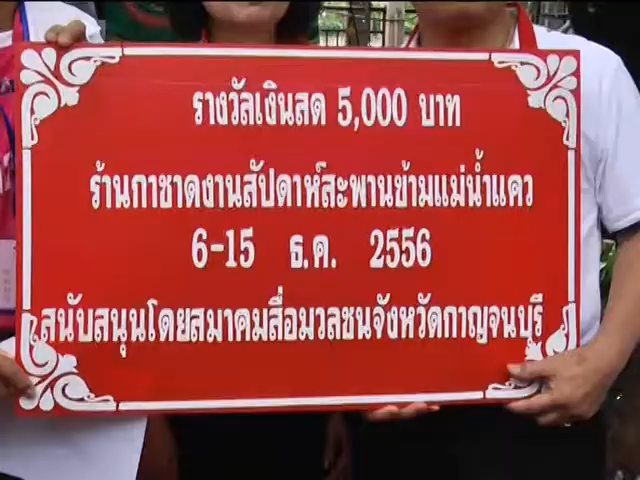 รางวัลเงินสด 5,000 บาท
ร้านกาชาดงานสัปดาห์สะพานข้ามแม่น้ำแคว
6-15 ธ.ค. 2556
สนับสนุนโดยสมาคมสื่อมวลชนจังหวัดกาญจนบุรี